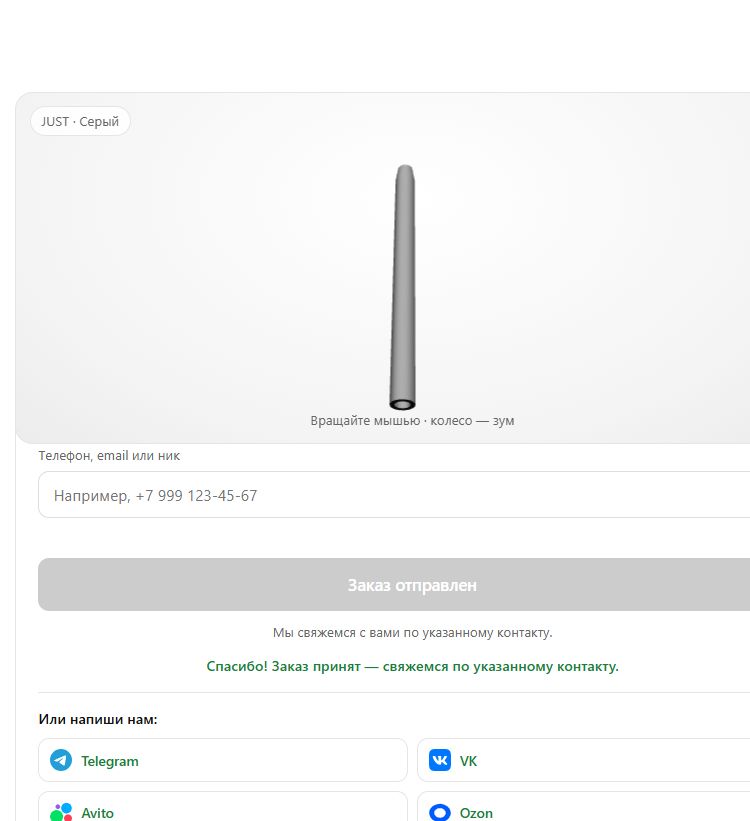 JUST · Серый
Вращайте мышью · колесо — зум
Телефон, email или ник
Например, +7 999 123-45-67
Заказ отправлен
Мы свяжемся с вами по указанному контакту.
Спасибо! Заказ принят — свяжемся по указанному контакту.
Или напиши нам:
Telegram
VK
Avito
Ozon